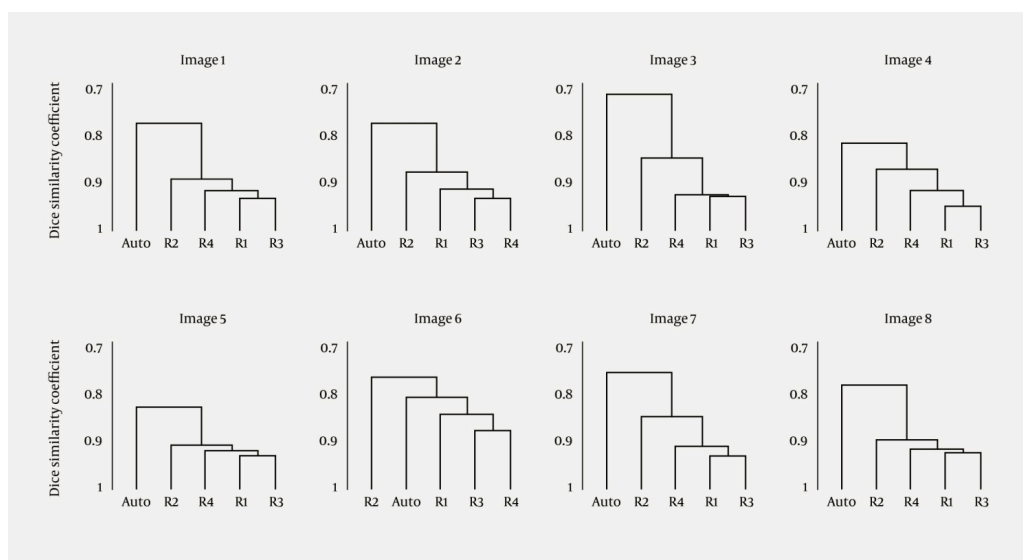 Image 1
Image 2
Image 3
Image 4
Dice similarity coefficient
0.7
0.8
0.9
1
0.7
0.8
0.9
1
0.7
0.8
0.9
1
0.7
0.8
0.9
1
Auto R2 R4 R1 R3
Auto R2 R1 R3 R4
Auto R2 R4 R1 R3
Auto R2 R4 R1 R3
Image 5
Image 6
Image 7
Image 8
Dice similarity coefficient
0.7
0.8
0.9
1
0.7
0.8
0.9
1
0.7
0.8
0.9
1
0.7
0.8
0.9
1
Auto R2 R4 R1 R3
R2 Auto R1 R3 R4
Auto R2 R4 R1 R3
Auto R2 R4 R1 R3